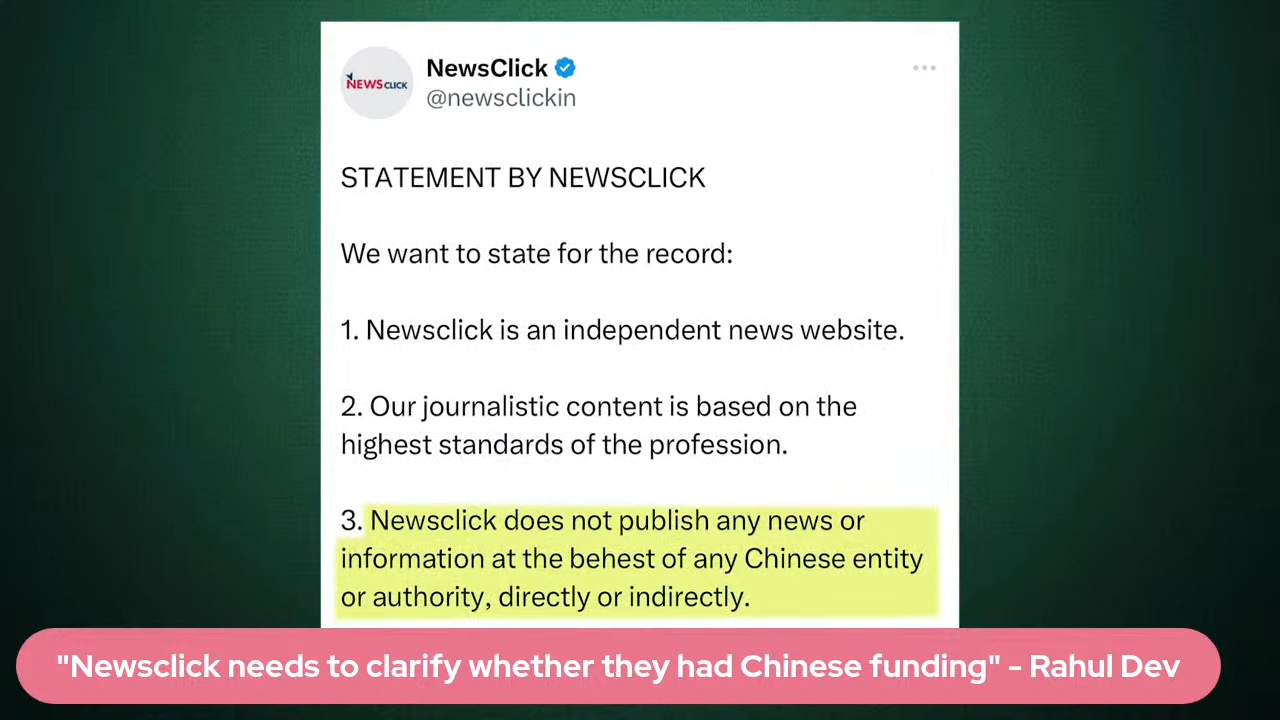 NEWSCLICK
NewsClick
@newsclickin
STATEMENT BY NEWSCLICK
We want to state for the record:
1. Newsclick is an independent news website.
2. Our journalistic content is based on the
highest standards of the profession.
3. Newsclick does not publish any news or
information at the behest of any Chinese entity
or authority, directly or indirectly.
"Newsclick needs to clarify whether they had Chinese funding" - Rahul Dev